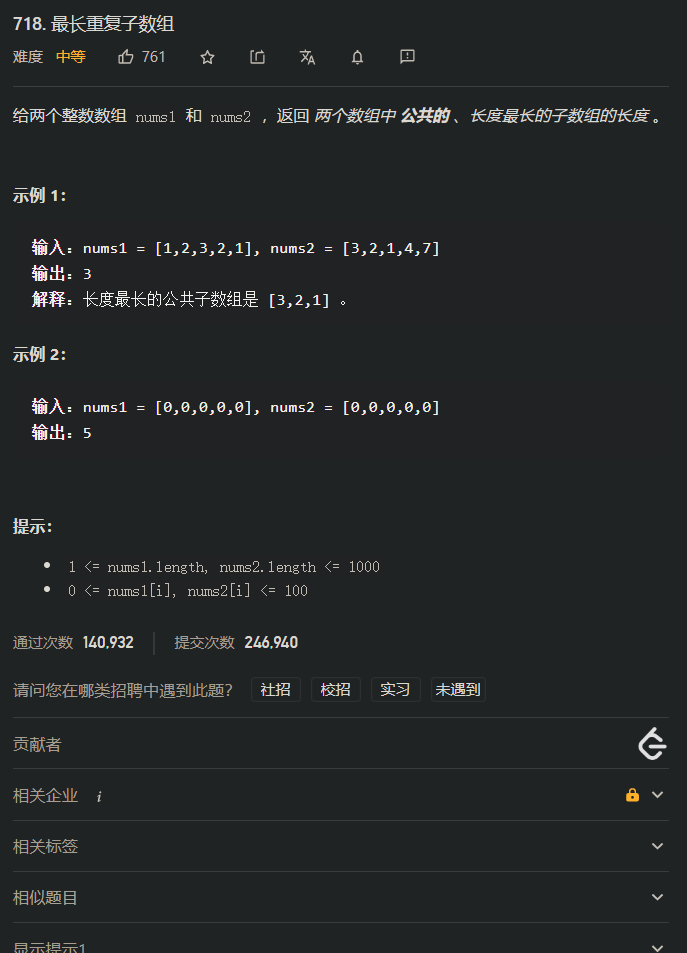 718. 最长重复子数组
难度 中等 761
给两个整数数组 nums1 和 nums2 ，返回 两个数组中 公共的 、长度最长的子数组的长度 。
示例 1：
输入：nums1 = [1,2,3,2,1], nums2 = [3,2,1,4,7]
输出：3
解释：长度最长的公共子数组是 [3,2,1] 。
示例 2：
输入：nums1 = [0,0,0,0,0], nums2 = [0,0,0,0,0]
输出：5
提示：
1 <= nums1.length, nums2.length <= 1000
0 <= nums1[i], nums2[i] <= 100
通过次数 140,932 提交次数 246,940
请问您在哪类招聘中遇到此题？ 社招 校招 实习 未遇到
贡献者
相关企业 i
相关标签
相似题目
显示提示1